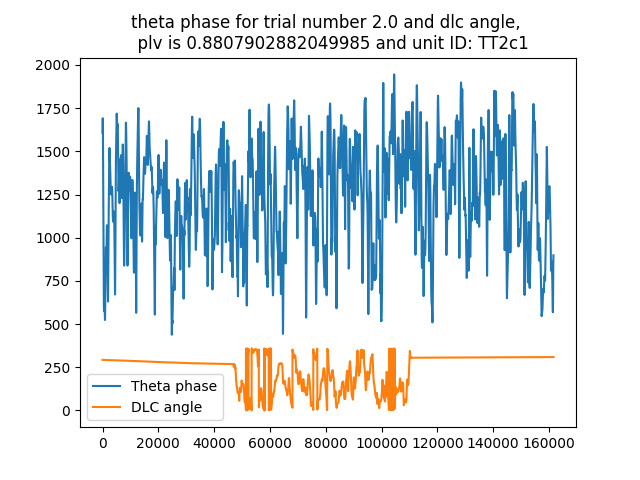 theta phase for trial number 2.0 and dlc angle,
plv is 0.8807902882049985 and unit ID: TT2c1
2000
1750
1500
1250
1000
750
500
250
0
Theta phase
DLC angle
0 20000 40000 60000 80000 100000 120000 140000 160000